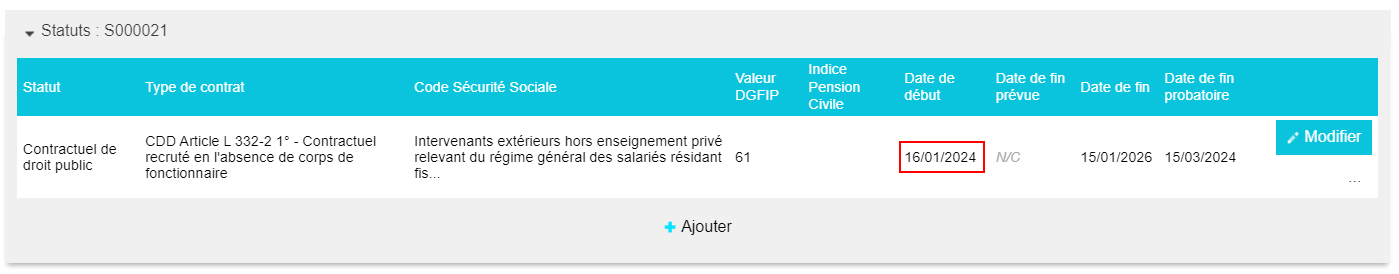 Statuts : S000021
Statut
Type de contrat
Code Sécurité Sociale
Valeur
DGFIP
Indice
Pension
Civile
Date de
début
Date de fin
prévue
Date de fin
Date de fin
probatoire
Contractuel de
droit public
CDD Article L 332-2 1° - Contractuel
recruté en l'absence de corps de
fonctionnaire
Intervenants extérieurs hors enseignement privé
relevant du régime général des salariés résidant
fis...
61
16/01/2024
N/C
15/01/2026
15/03/2024
Modifier
...
Ajouter